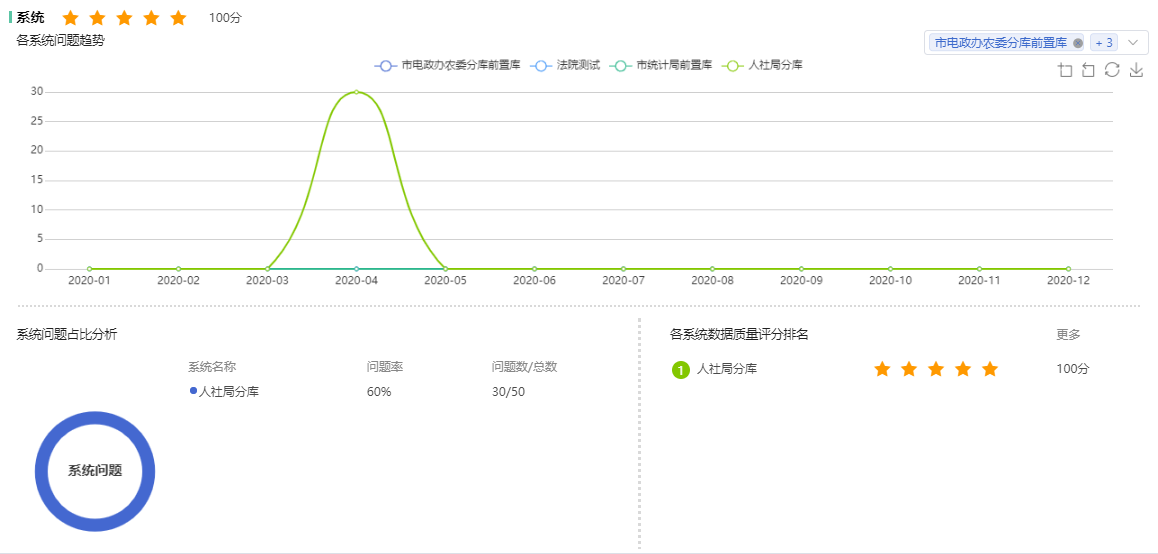 系统 100分
各系统问题趋势
市电政办农委分库前置库 + 3
市电政办农委分库前置库 法院测试 市统计局前置库 人社局分库
30
25
20
15
10
5
0
2020-01 2020-02 2020-03 2020-04 2020-05 2020-06 2020-07 2020-08 2020-09 2020-10 2020-11 2020-12
系统问题占比分析
系统名称 问题率 问题数/总数
人社局分库 60% 30/50
系统问题
各系统数据质量评分排名 更多
1 人社局分库 100分